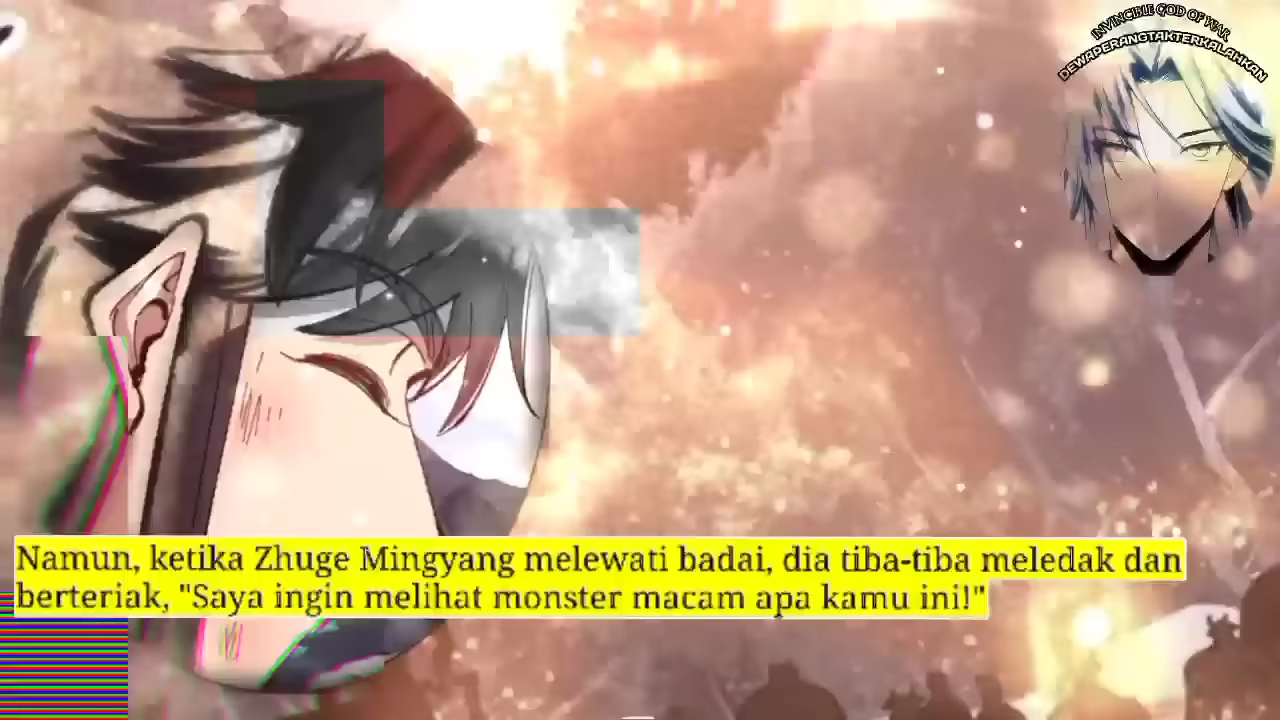 INVINCIBLE GOD OF WAR
DEWAPERANGTAKTERKALAHKAN
Namun, ketika Zhuge Mingyang melewati badai, dia tiba-tiba meledak dan
berteriak, "Saya ingin melihat monster macam apa kamu ini!"